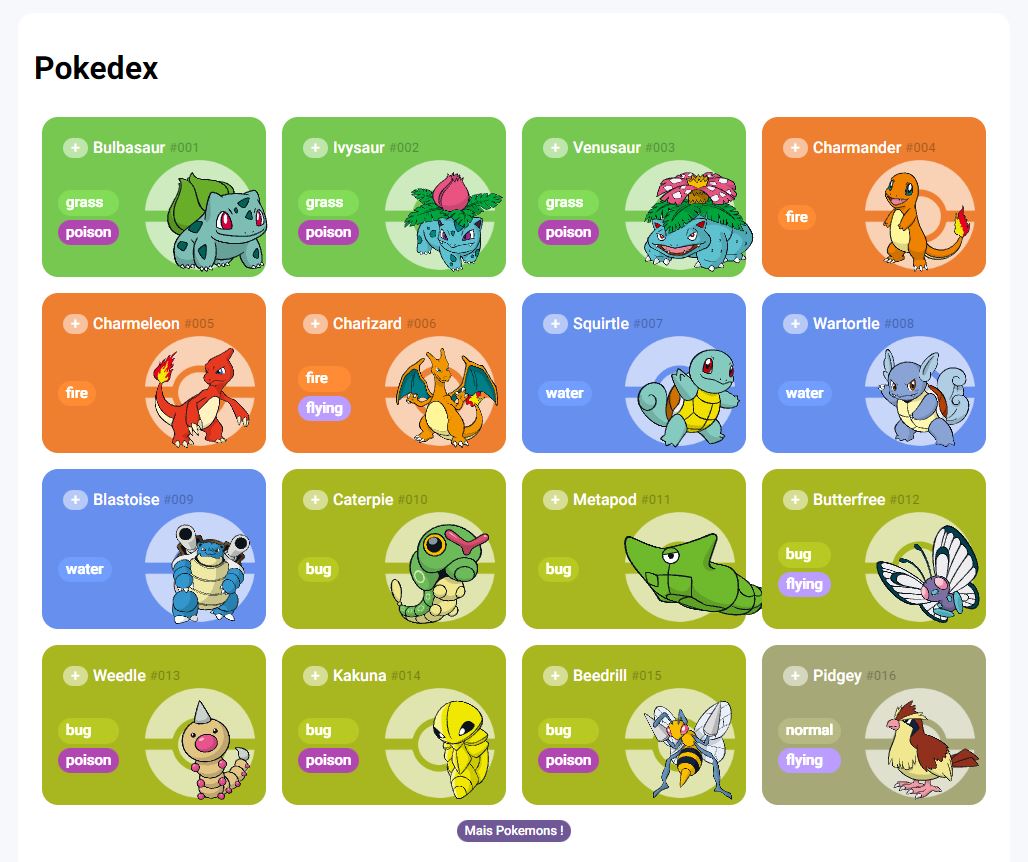 Pokedex
+ Bulbasaur #001
grass
poison
+ Ivysaur #002
grass
poison
+ Venusaur #003
grass
poison
+ Charmander #004
fire
+ Charmeleon #005
fire
+ Charizard #006
fire
flying
+ Squirtle #007
water
+ Wartortle #008
water
+ Blastoise #009
water
+ Caterpie #010
bug
+ Metapod #011
bug
+ Butterfree #012
bug
flying
+ Weedle #013
bug
poison
+ Kakuna #014
bug
poison
+ Beedrill #015
bug
poison
+ Pidgey #016
normal
flying
Mais Pokemons !